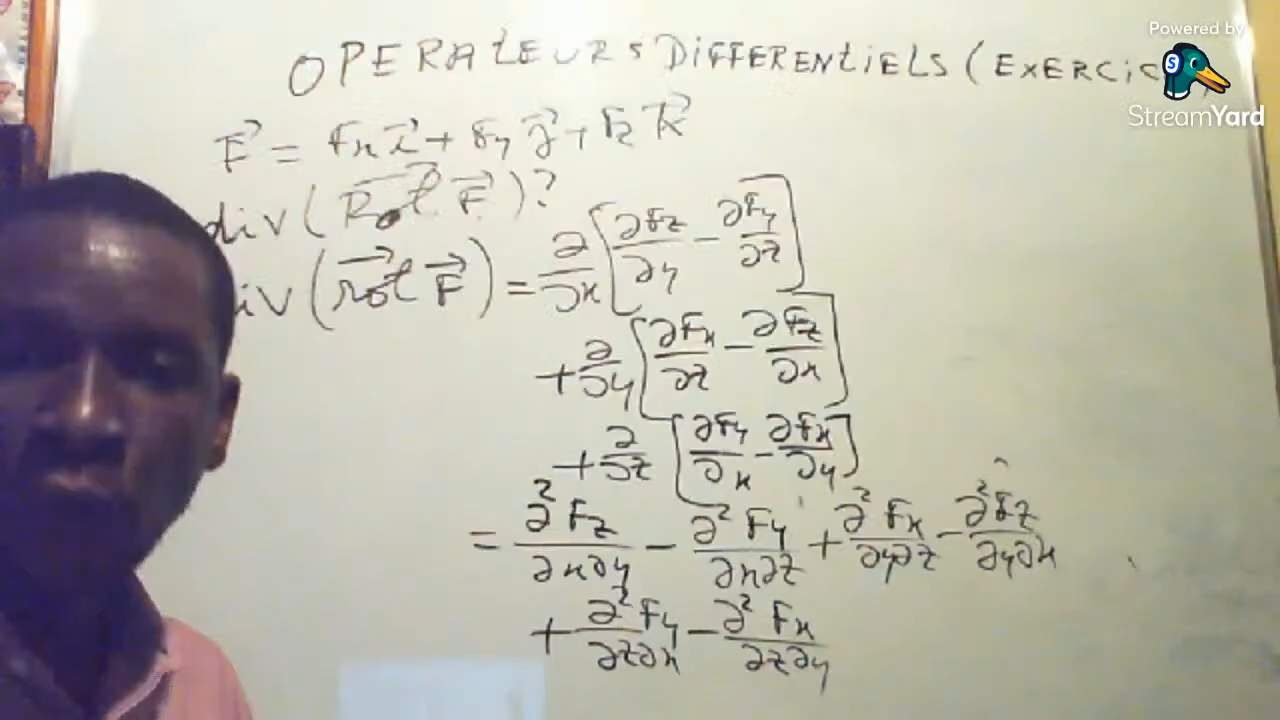 Powered by
StreamYard
OPERATEURS DIFFERENTIELS (EXERCIC
F⃗ = Fx i⃗ + Fy j⃗ + Fz k⃗
div(Rot⃗ F⃗)?
div(rot⃗ F⃗) = ∂/∂x [∂Fz/∂y − ∂Fy/∂z]
+ ∂/∂y [∂Fx/∂z − ∂Fz/∂x]
+ ∂/∂z [∂Fy/∂x − ∂Fx/∂y]
= ∂²Fz/∂x∂y − ∂²Fy/∂x∂z + ∂²Fx/∂y∂z − ∂²Fz/∂y∂x
+ ∂²Fy/∂z∂x − ∂²Fx/∂z∂y